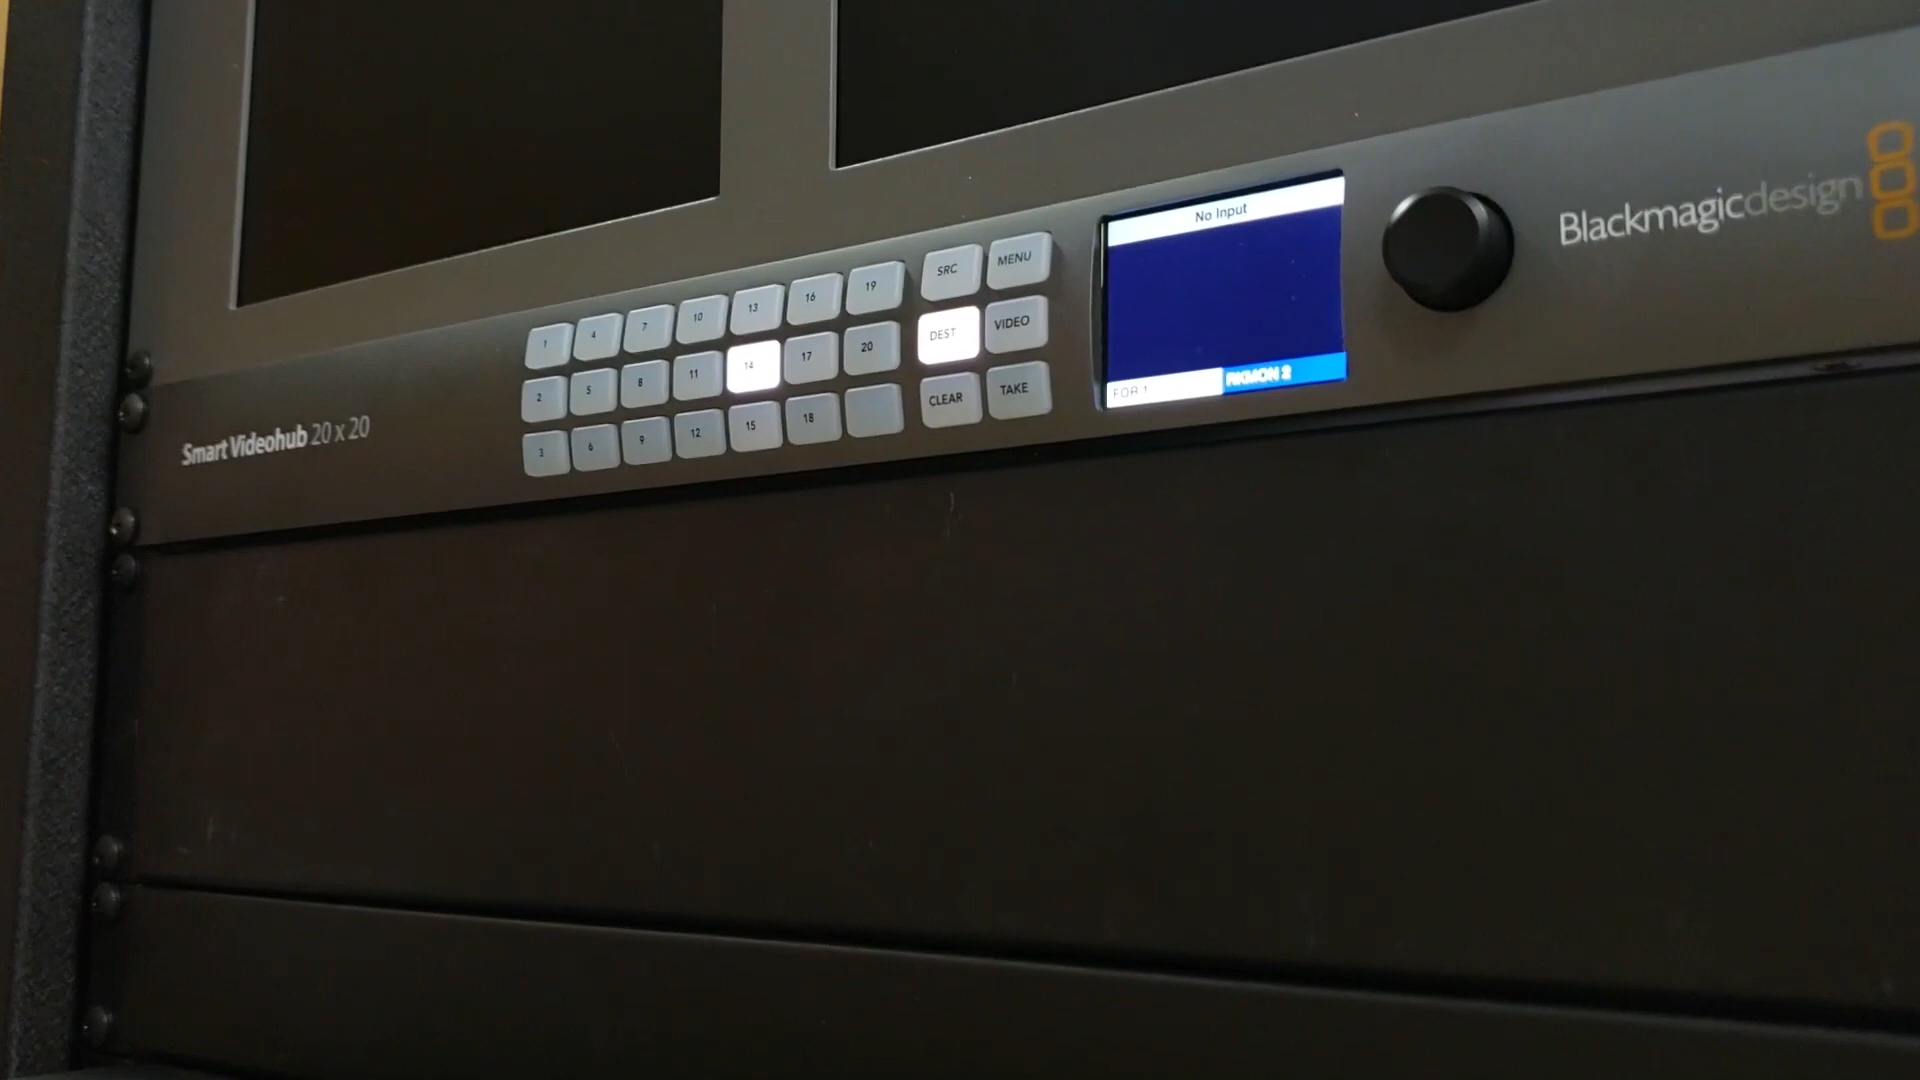 Smart Videohub 20 x 20
1 4 7 10 13 16 19
2 5 8 11 14 17 20
3 6 9 12 15 18
SRC MENU
DEST VIDEO
CLEAR TAKE
No Input
FOR 1
2
Blackmagicdesign